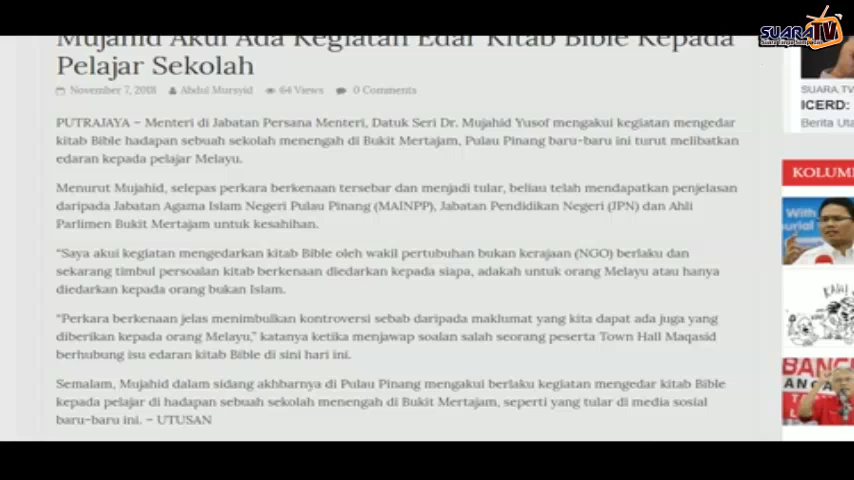 SUARA TV
Mujahid Akui Ada Kegiatan Edar Kitab Bible Kepada
Pelajar Sekolah
November 7, 2018 Abdul Mursyid 64 Views 0 Comments
PUTRAJAYA – Menteri di Jabatan Persana Menteri, Datuk Seri Dr. Mujahid Yusof mengakui kegiatan mengedar
kitab Bible hadapan sebuah sekolah menengah di Bukit Mertajam, Pulau Pinang baru-baru ini turut melibatkan
edaran kepada pelajar Melayu.
Menurut Mujahid, selepas perkara berkenaan tersebar dan menjadi tular, beliau telah mendapatkan penjelasan
daripada Jabatan Agama Islam Negeri Pulau Pinang (MAINPP), Jabatan Pendidikan Negeri (JPN) dan Ahli
Parlimen Bukit Mertajam untuk kesahihan.
“Saya akui kegiatan mengedarkan kitab Bible oleh wakil pertubuhan bukan kerajaan (NGO) berlaku dan
sekarang timbul persoalan kitab berkenaan diedarkan kepada siapa, adakah untuk orang Melayu atau hanya
diedarkan kepada orang bukan Islam.
“Perkara berkenaan jelas menimbulkan kontroversi sebab daripada maklumat yang kita dapat ada juga yang
diberikan kepada orang Melayu,” katanya ketika menjawap soalan salah seorang peserta Town Hall Maqasid
berhubung isu edaran kitab Bible di sini hari ini.
Semalam, Mujahid dalam sidang akhbarnya di Pulau Pinang mengakui berlaku kegiatan mengedar kitab Bible
kepada pelajar di hadapan sebuah sekolah menengah di Bukit Mertajam, seperti yang tular di media sosial
baru-baru ini. – UTUSAN
SUARA.TV
ICERD:
Berita Uta
KOLUM
With
urial
KAH!
BANG